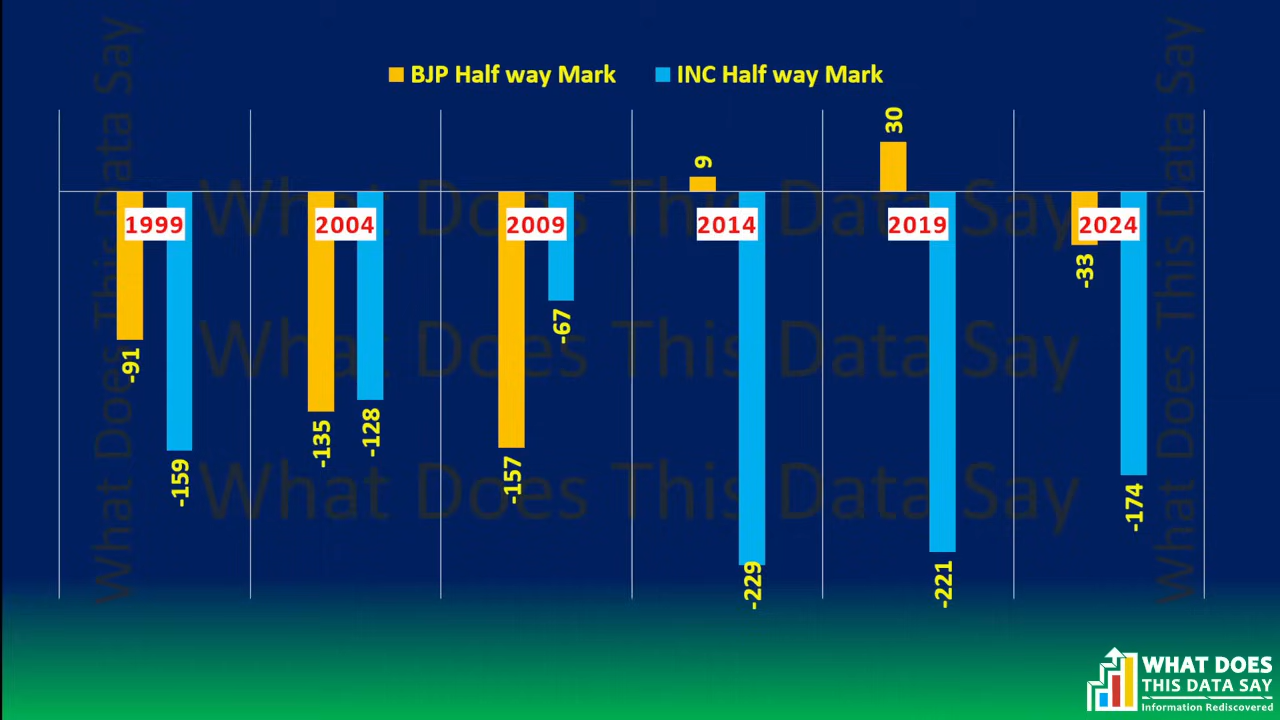 BJP Half way Mark
INC Half way Mark
30
9
1999
2004
2009
2014
2019
2024
-91
-159
-135
-128
-157
-67
-229
-221
-33
-174
What Does This Data Say
What Does This Data Say
What Does This Data Say
What Does This Data Say
What Does This Data Say
WHAT DOES
THIS DATA SAY
Information Rediscovered